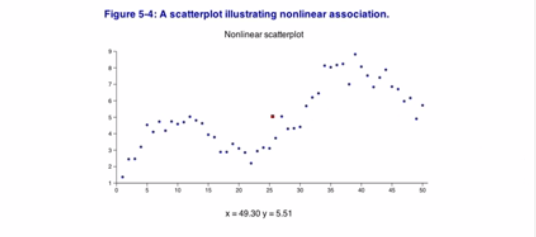 Figure 5-4: A scatterplot illustrating nonlinear association.
Nonlinear scatterplot
9
8
7
6
5
4
3
2
1
0 5 10 15 20 25 30 35 40 45 50
x = 49.30 y = 5.51